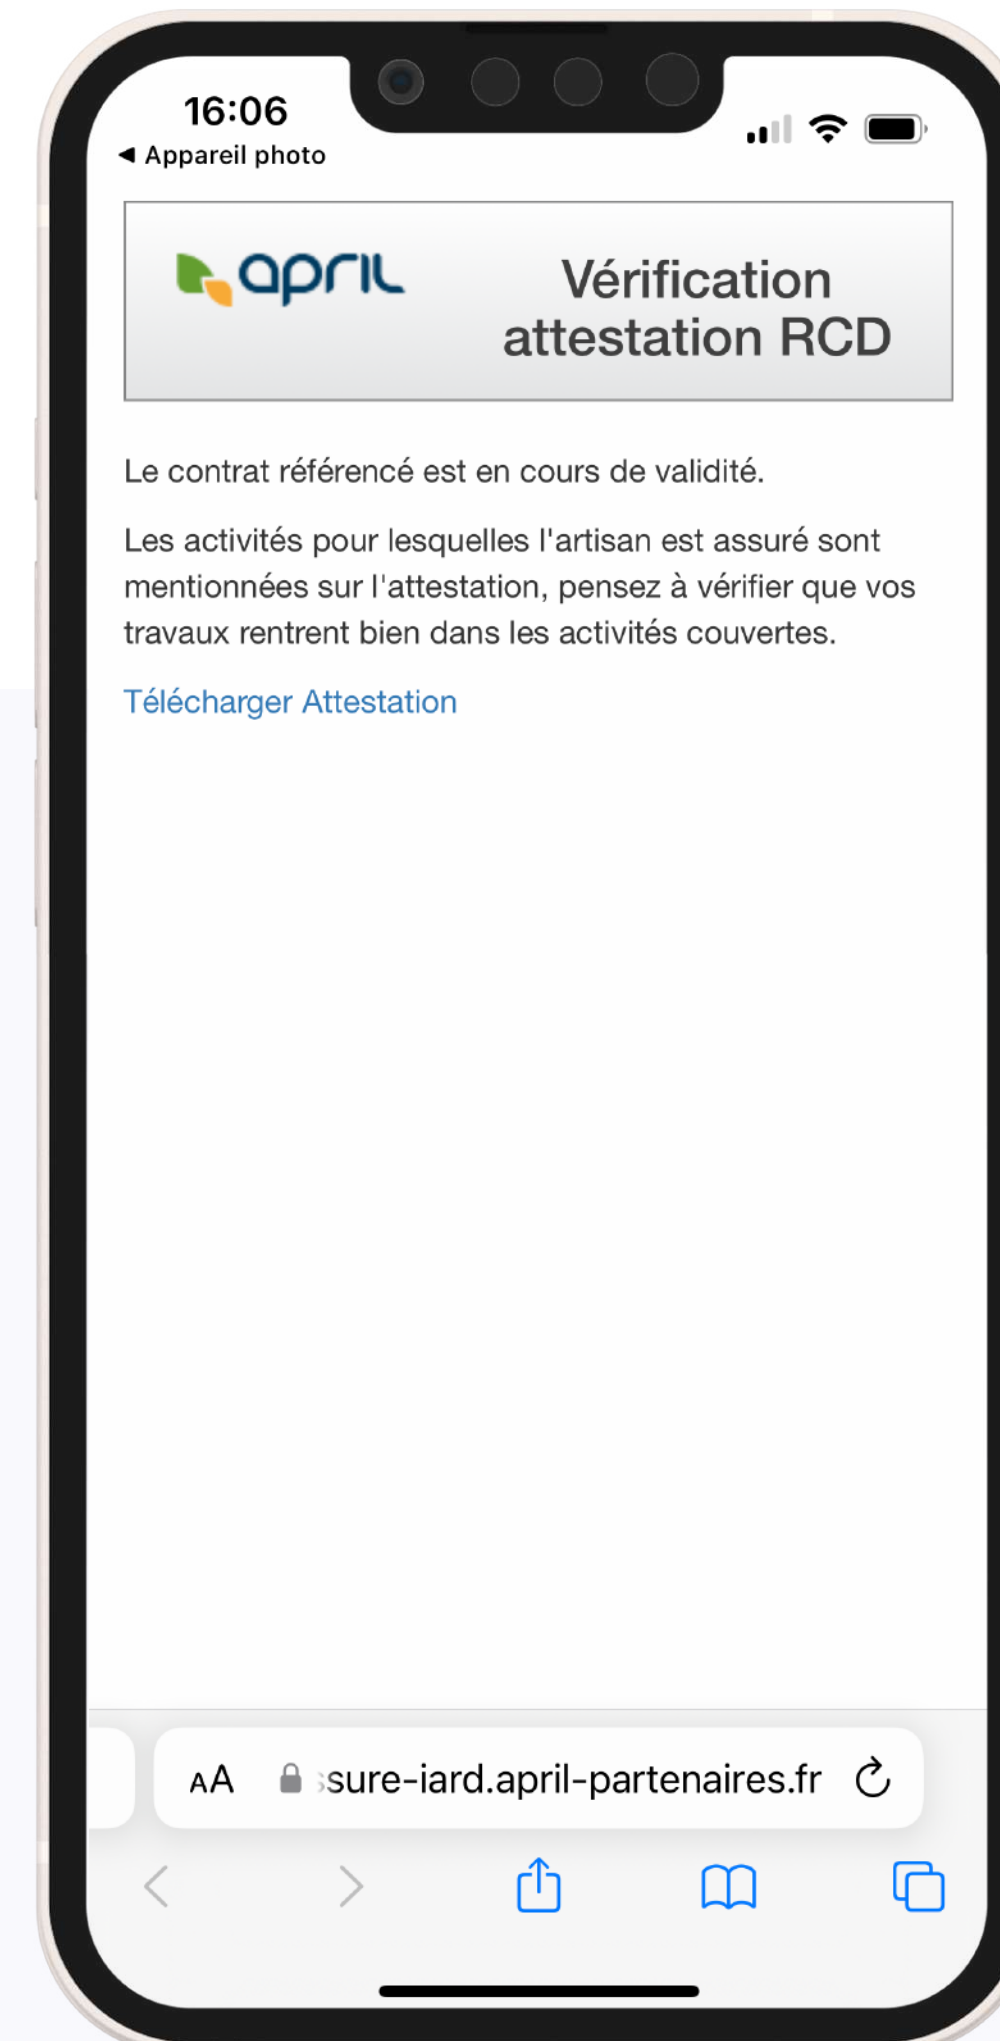 16:06
◀ Appareil photo
april
Vérification
attestation RCD
Le contrat référencé est en cours de validité.
Les activités pour lesquelles l'artisan est assuré sont
mentionnées sur l'attestation, pensez à vérifier que vos
travaux rentrent bien dans les activités couvertes.
Télécharger Attestation
AA sure-iard.april-partenaires.fr